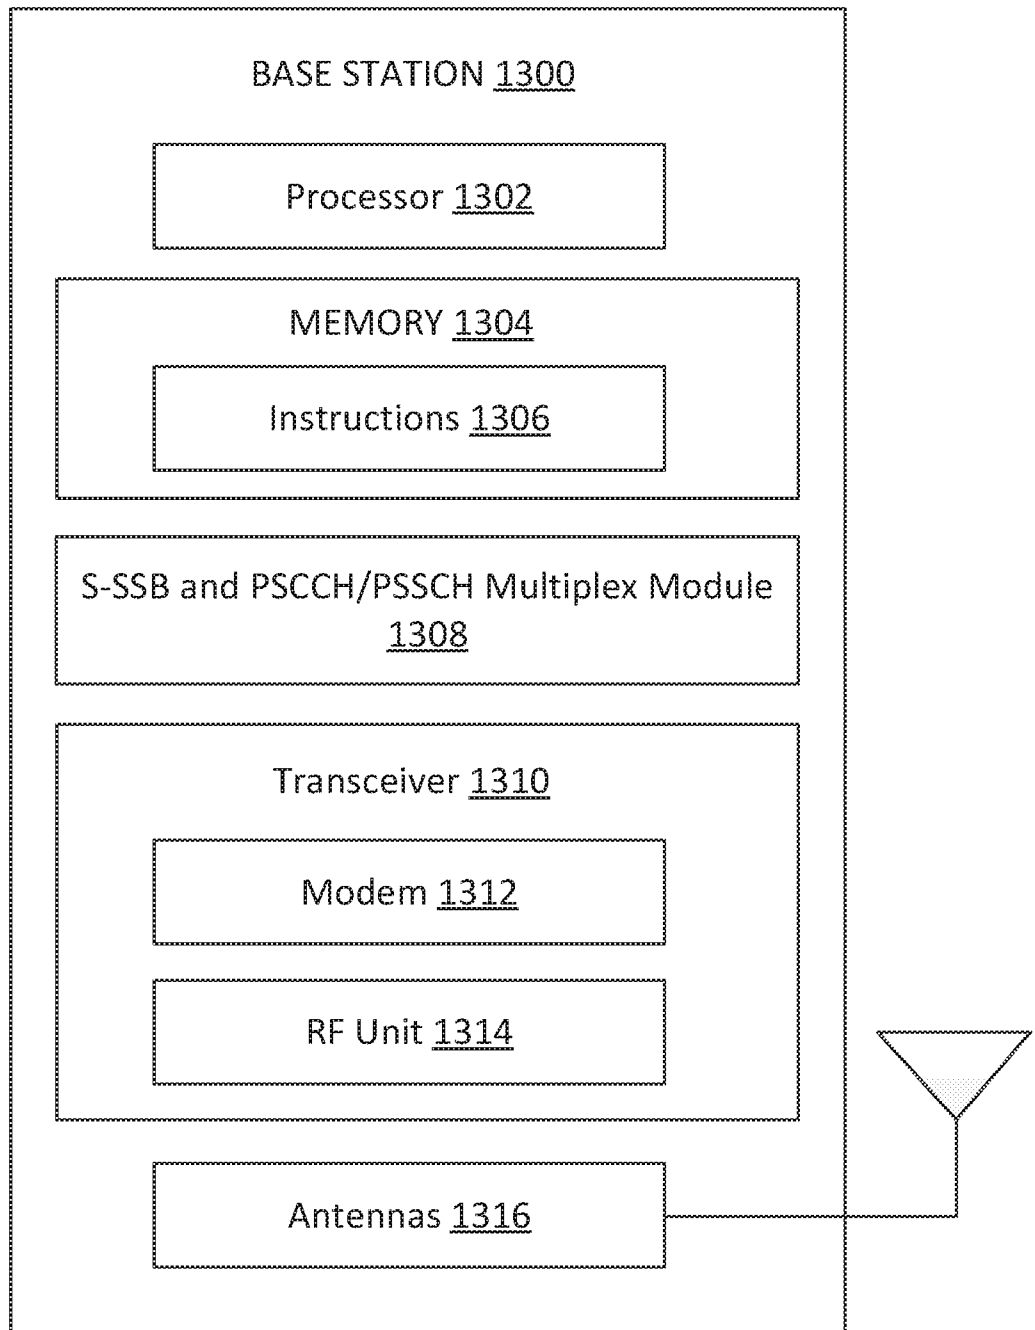 BASE STATION 1300
Processor 1302
MEMORY 1304
Instructions 1306
S-SSB and PSCCH/PSSCH Multiplex Module
1308
Transceiver 1310
Modem 1312
RF Unit 1314
Antennas 1316